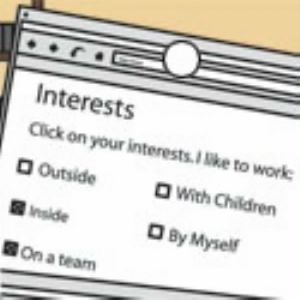 Interests
Click on your interests. I like to work:
Outside
With Children
Inside
By Myself
On a team